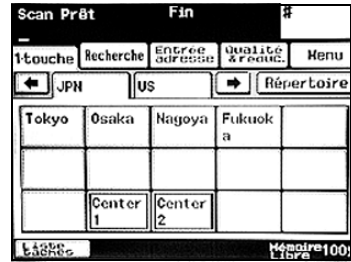 Scan Prêt Fin #
1-touche Recherche Entrée adresse Qualité & réduc. Menu
JPN US Répertoire
Tokyo Osaka Nagoya Fukuok
a
Center Center
1 2
Liste tâches Mémoire Libre 100%